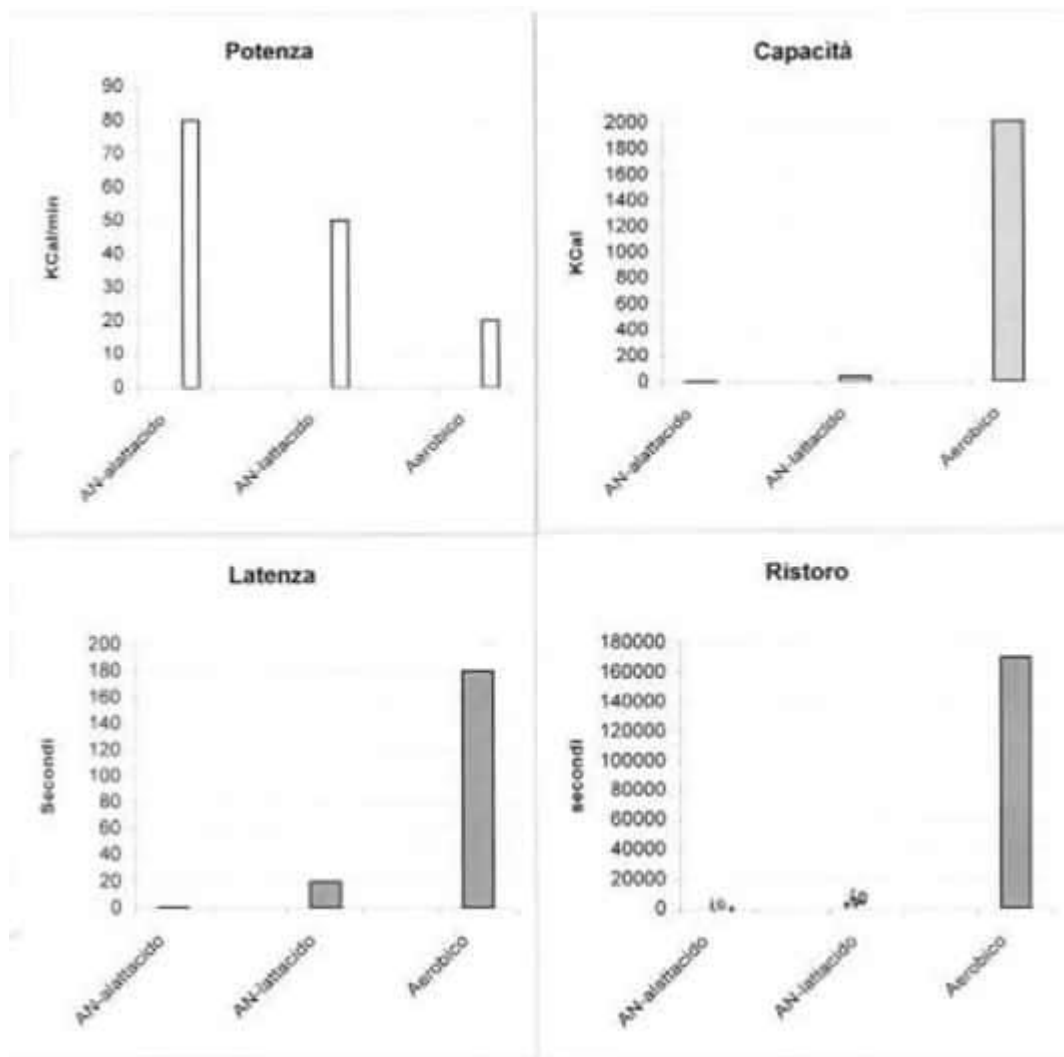 Potenza
KCal/min
90
80
70
60
50
40
30
20
10
0
AN-alattacido
AN-lattacido
Aerobico
Capacità
KCal
2000
1800
1600
1400
1200
1000
800
600
400
200
0
AN-alattacido
AN-lattacido
Aerobico
Latenza
Secondi
200
180
160
140
120
100
80
60
40
20
0
AN-alattacido
AN-lattacido
Aerobico
Ristoro
secondi
180000
160000
140000
120000
100000
80000
60000
40000
20000
0
AN-alattacido
AN-lattacido
Aerobico